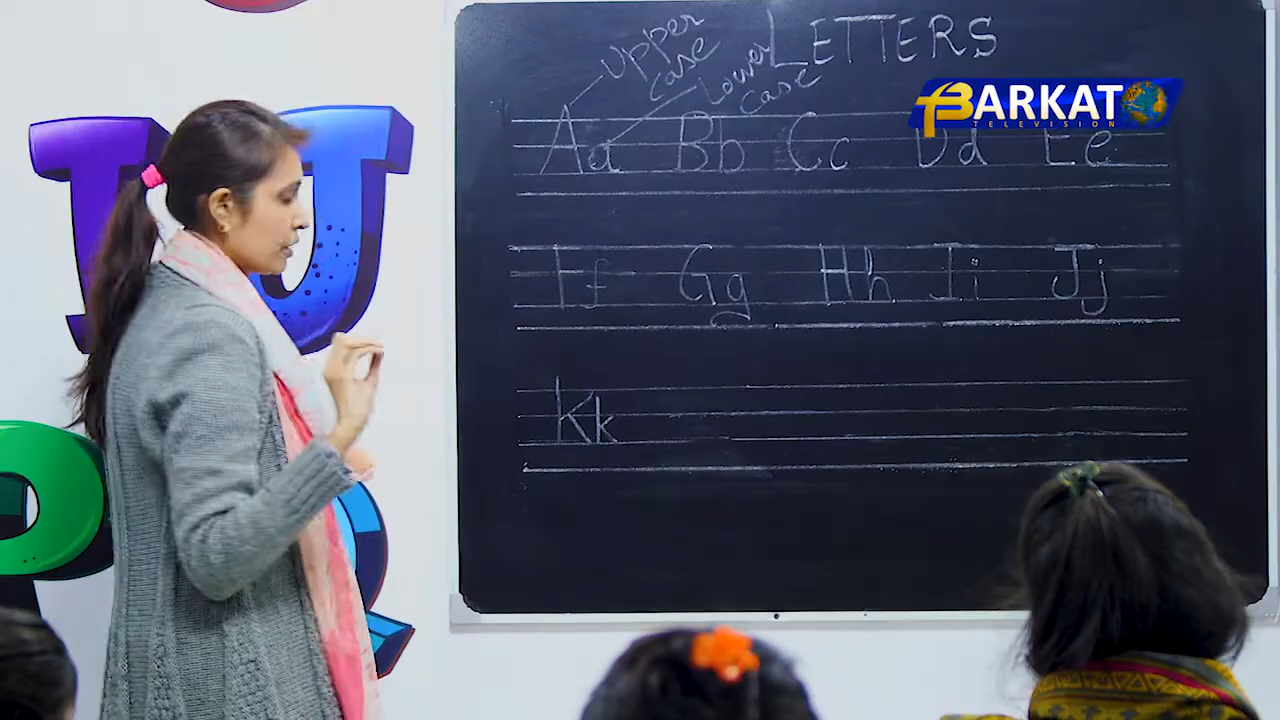 LETTERS
Upper case
Lower case
BARKAT
TELEVISION
Aa Bb Cc Dd Ee
Ff Gg Hh Ii Jj
Kk
P